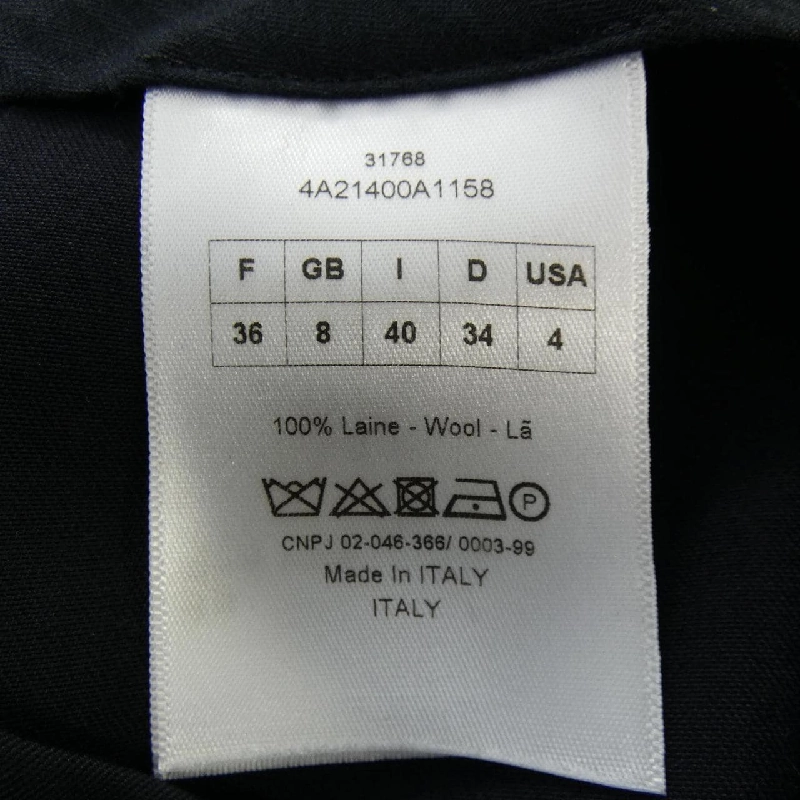 31768
4A21400A1158
F GB I D USA
36 8 40 34 4
100% Laine - Wool - Lã
P
CNPJ 02-046-366/ 0003-99
Made In ITALY
ITALY